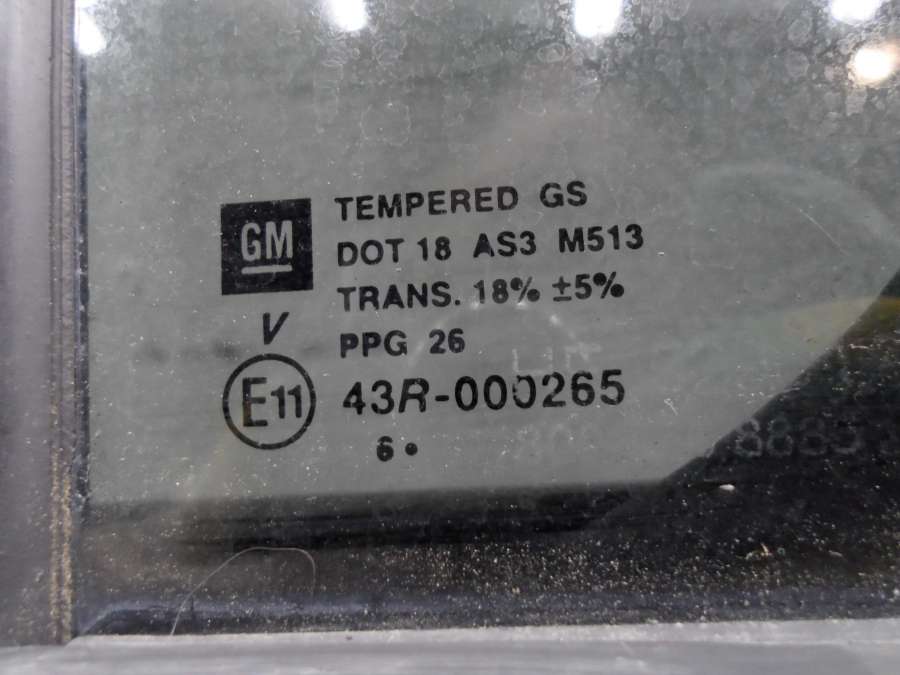 GM
TEMPERED GS
DOT 18 AS3 M513
TRANS. 18% ±5%
V
PPG 26
E11
43R-000265
6 •